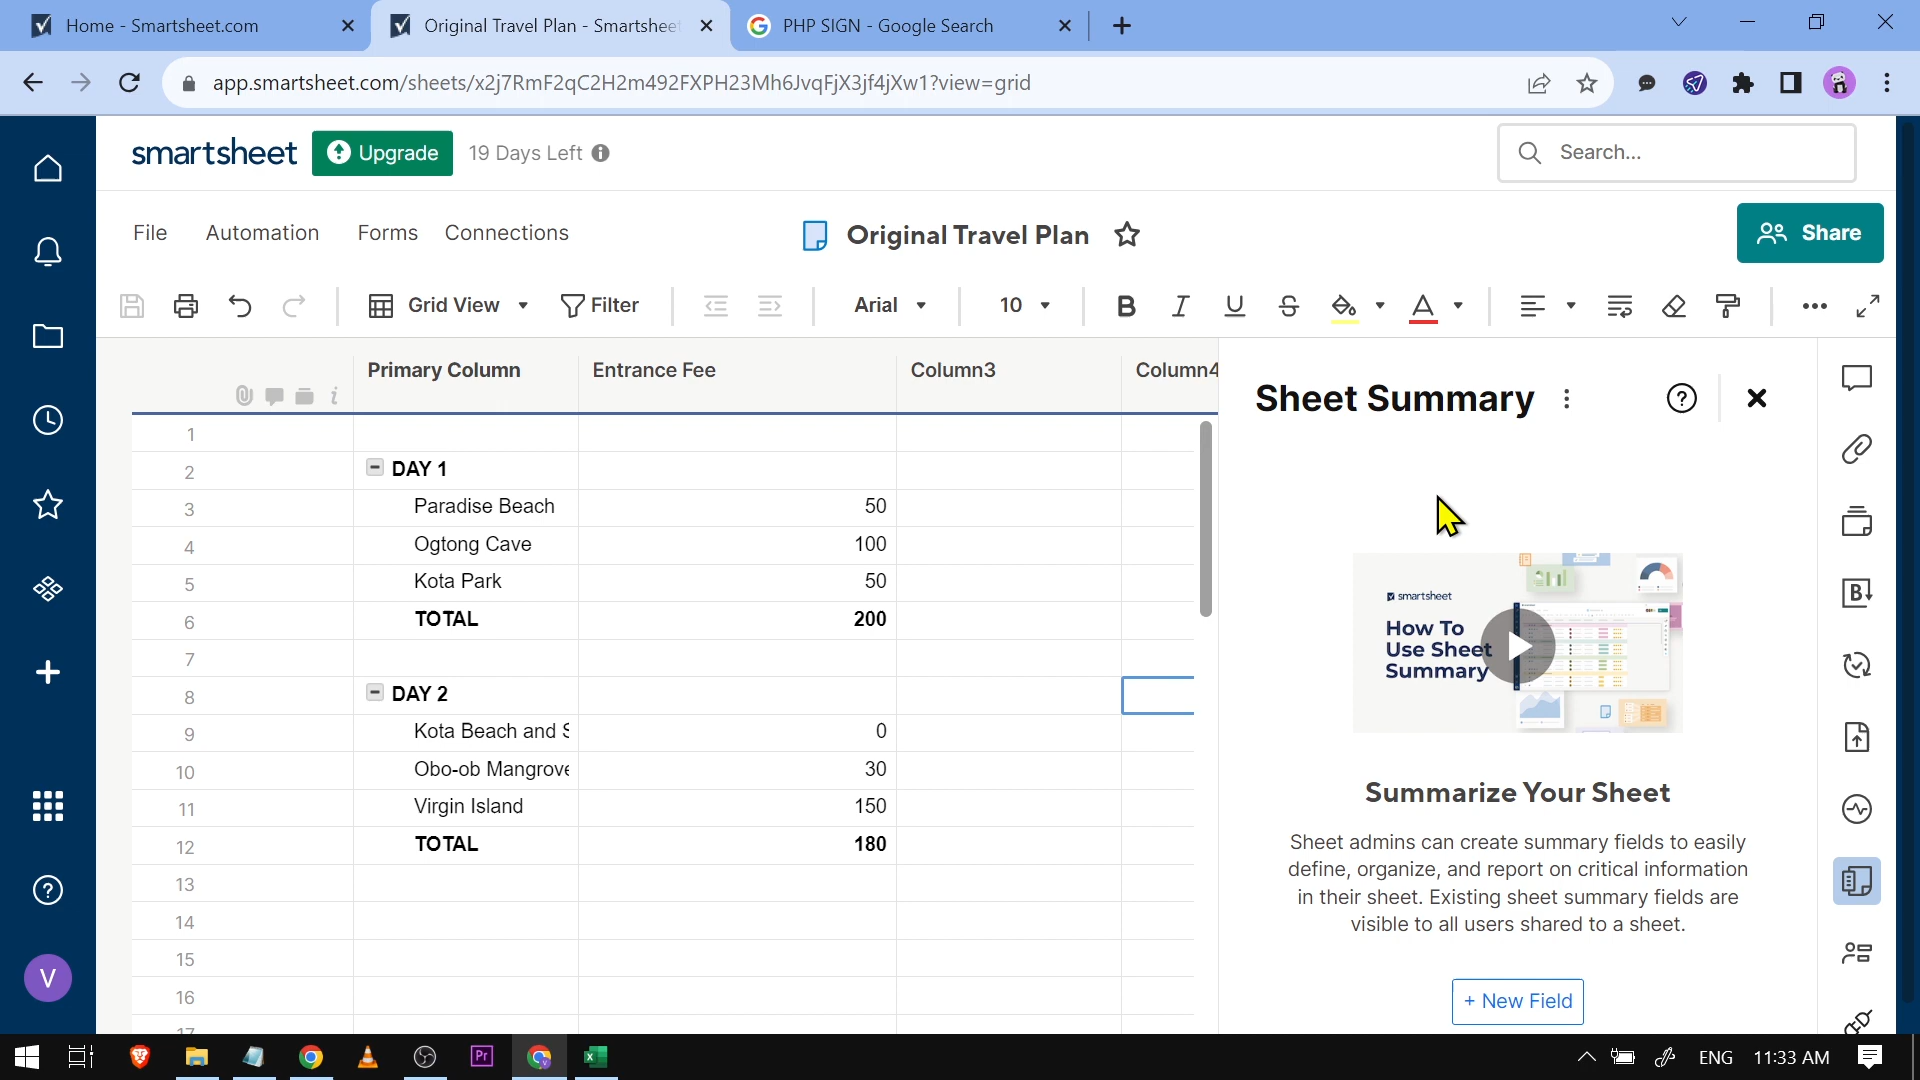 Home - Smartsheet.com
Original Travel Plan - Smartsheet
PHP SIGN - Google Search
app.smartsheet.com/sheets/x2j7RmF2qC2H2m492FXPH23Mh6JvqFjX3jf4jXw1?view=grid
smartsheet
Upgrade
19 Days Left
Search...
File
Automation
Forms
Connections
Original Travel Plan
Share
Grid View
Filter
Arial
10
B
I
U
S
A
Primary Column
Entrance Fee
Column3
Column4
1
2
DAY 1
3
Paradise Beach
50
4
Ogtong Cave
100
5
Kota Park
50
6
TOTAL
200
7
8
DAY 2
9
Kota Beach and S
0
10
Obo-ob Mangrove
30
11
Virgin Island
150
12
TOTAL
180
13
14
15
16
17
Sheet Summary
smartsheet
How To
Use Sheet
Summary
Summarize Your Sheet
Sheet admins can create summary fields to easily
define, organize, and report on critical information
in their sheet. Existing sheet summary fields are
visible to all users shared to a sheet.
+ New Field
V
Pr
ENG
11:33 AM